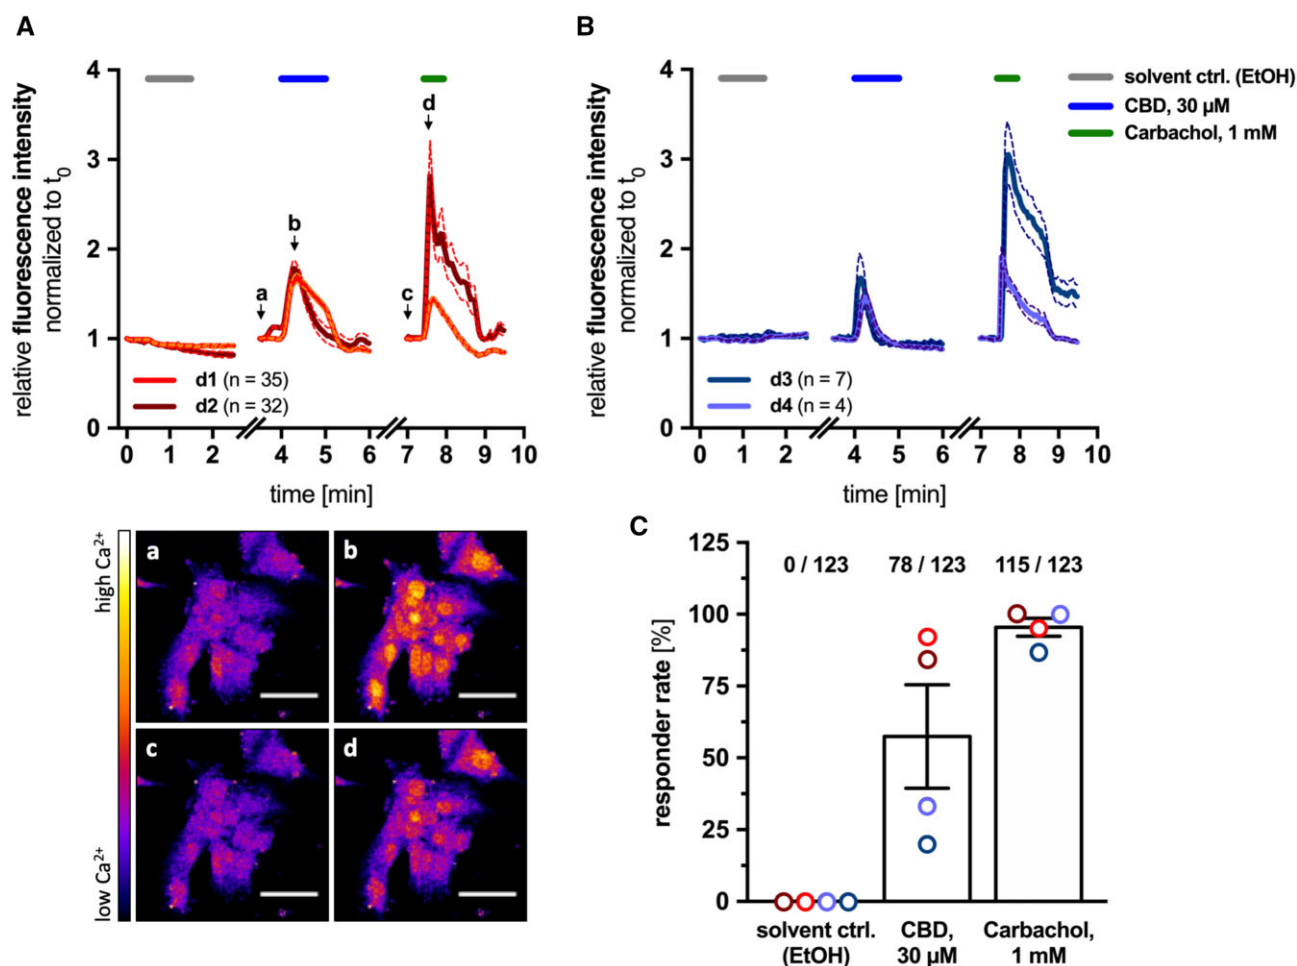 A
relative fluorescence intensity
normalized to t0
4
3
2
1
0
a
b
c
d
d1 (n = 35)
d2 (n = 32)
0 1 2 4 5 6 7 8 9 10
time [min]
B
relative fluorescence intensity
normalized to t0
4
3
2
1
0
solvent ctrl. (EtOH)
CBD, 30 µM
Carbachol, 1 mM
d3 (n = 7)
d4 (n = 4)
0 1 2 4 5 6 7 8 9 10
time [min]
high Ca2+
low Ca2+
a
b
c
d
C
responder rate [%]
125
100
75
50
25
0
0 / 123
78 / 123
115 / 123
solvent ctrl.
(EtOH)
CBD,
30 µM
Carbachol,
1 mM